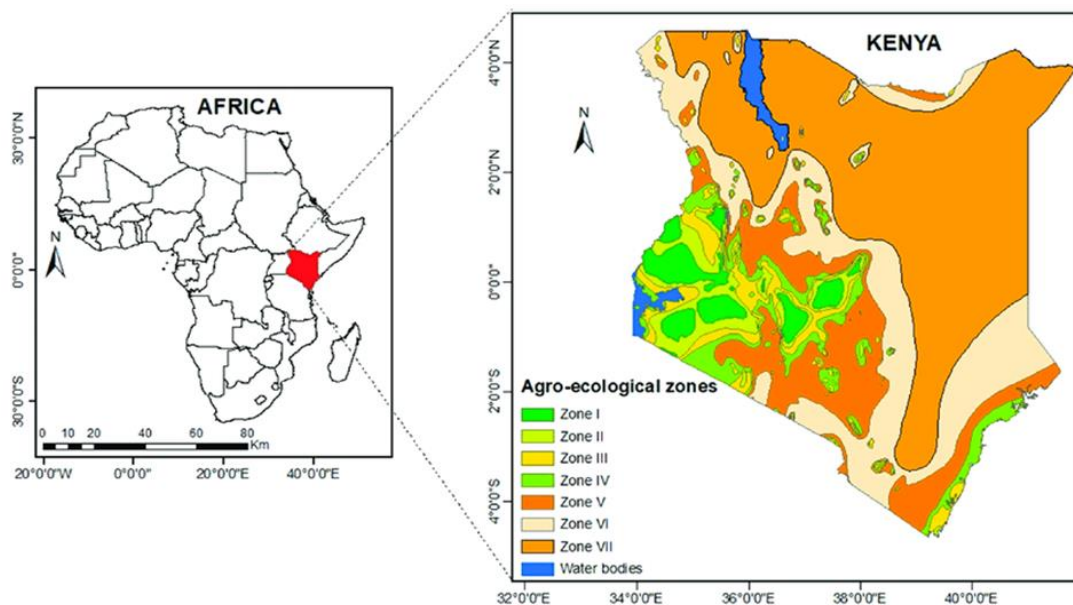 AFRICA
N
30°0'0"N
0°0'0"
30°0'0"S
0 10 20 40 60 80
Km
20°0'0"W 0°0'0"E 20°0'0"E 40°0'0"E
KENYA
N
4°0'0"N
2°0'0"N
0°0'0"
2°0'0"S
4°0'0"S
Agro-ecological zones
Zone I
Zone II
Zone III
Zone IV
Zone V
Zone VI
Zone VII
Water bodies
32°0'0"E 34°0'0"E 36°0'0"E 38°0'0"E 40°0'0"E